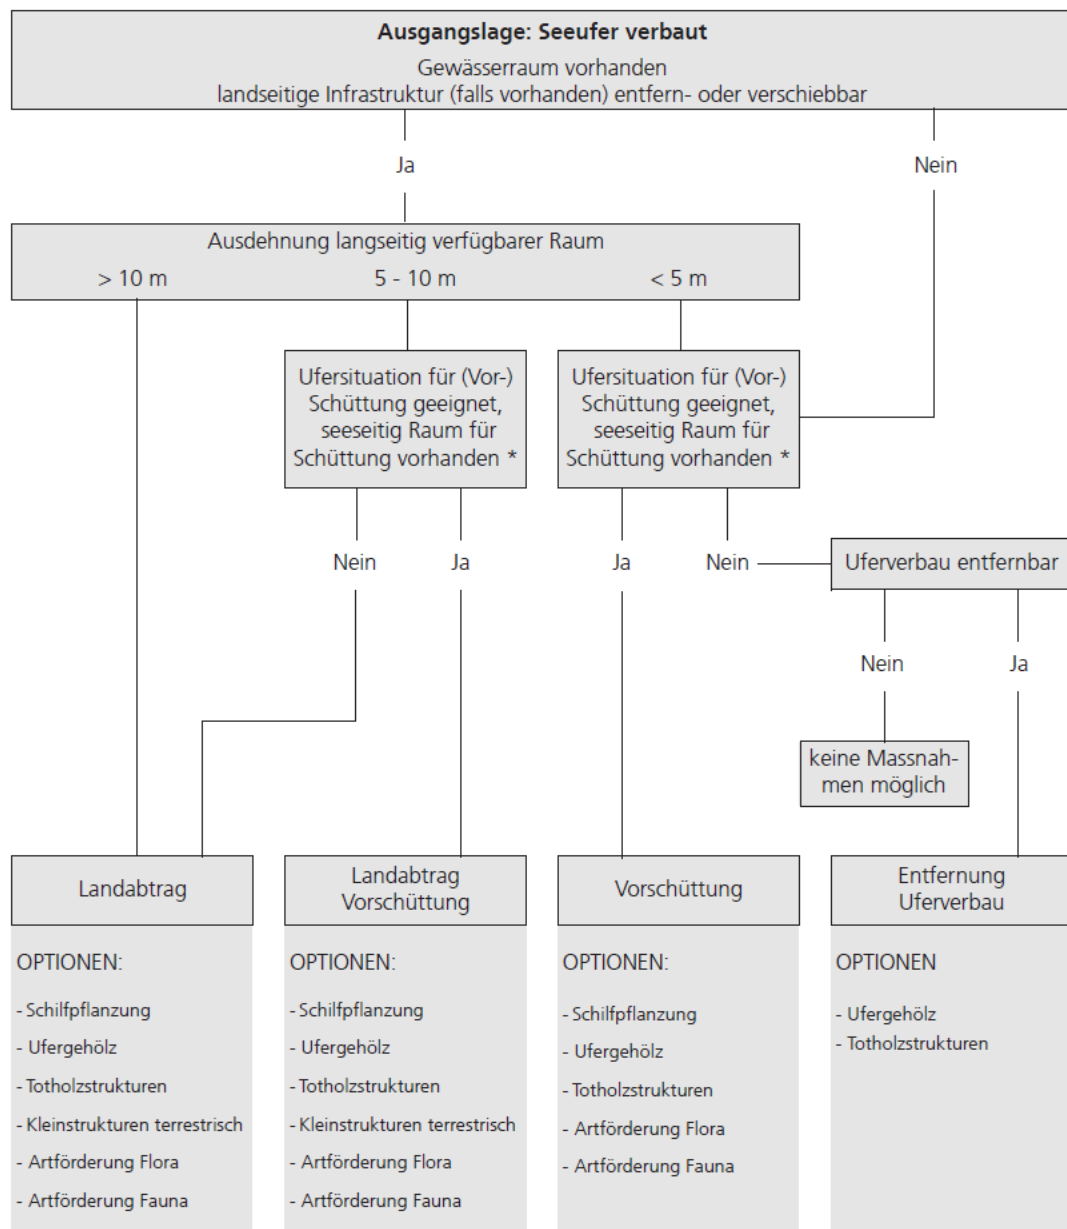 Ausgangslage: Seeufer verbaut
Gewässerraum vorhanden
landseitige Infrastruktur (falls vorhanden) entfern- oder verschiebbar
Ja
Nein
Ausdehnung langseitig verfügbarer Raum
> 10 m
5 - 10 m
< 5 m
Ufersituation für (Vor-)
Schüttung geeignet,
seeseitig Raum für
Schüttung vorhanden *
Ufersituation für (Vor-)
Schüttung geeignet,
seeseitig Raum für
Schüttung vorhanden *
Nein
Ja
Ja
Nein
Uferverbau entfernbar
Nein
Ja
keine Massnah-
men möglich
Landabtrag
OPTIONEN:
- Schilfpflanzung
- Ufergehölz
- Totholzstrukturen
- Kleinstrukturen terrestrisch
- Artförderung Flora
- Artförderung Fauna
Landabtrag
Vorschüttung
OPTIONEN:
- Schilfpflanzung
- Ufergehölz
- Totholzstrukturen
- Kleinstrukturen terrestrisch
- Artförderung Flora
- Artförderung Fauna
Vorschüttung
OPTIONEN:
- Schilfpflanzung
- Ufergehölz
- Totholzstrukturen
- Artförderung Flora
- Artförderung Fauna
Entfernung
Uferverbau
OPTIONEN
- Ufergehölz
- Totholzstrukturen